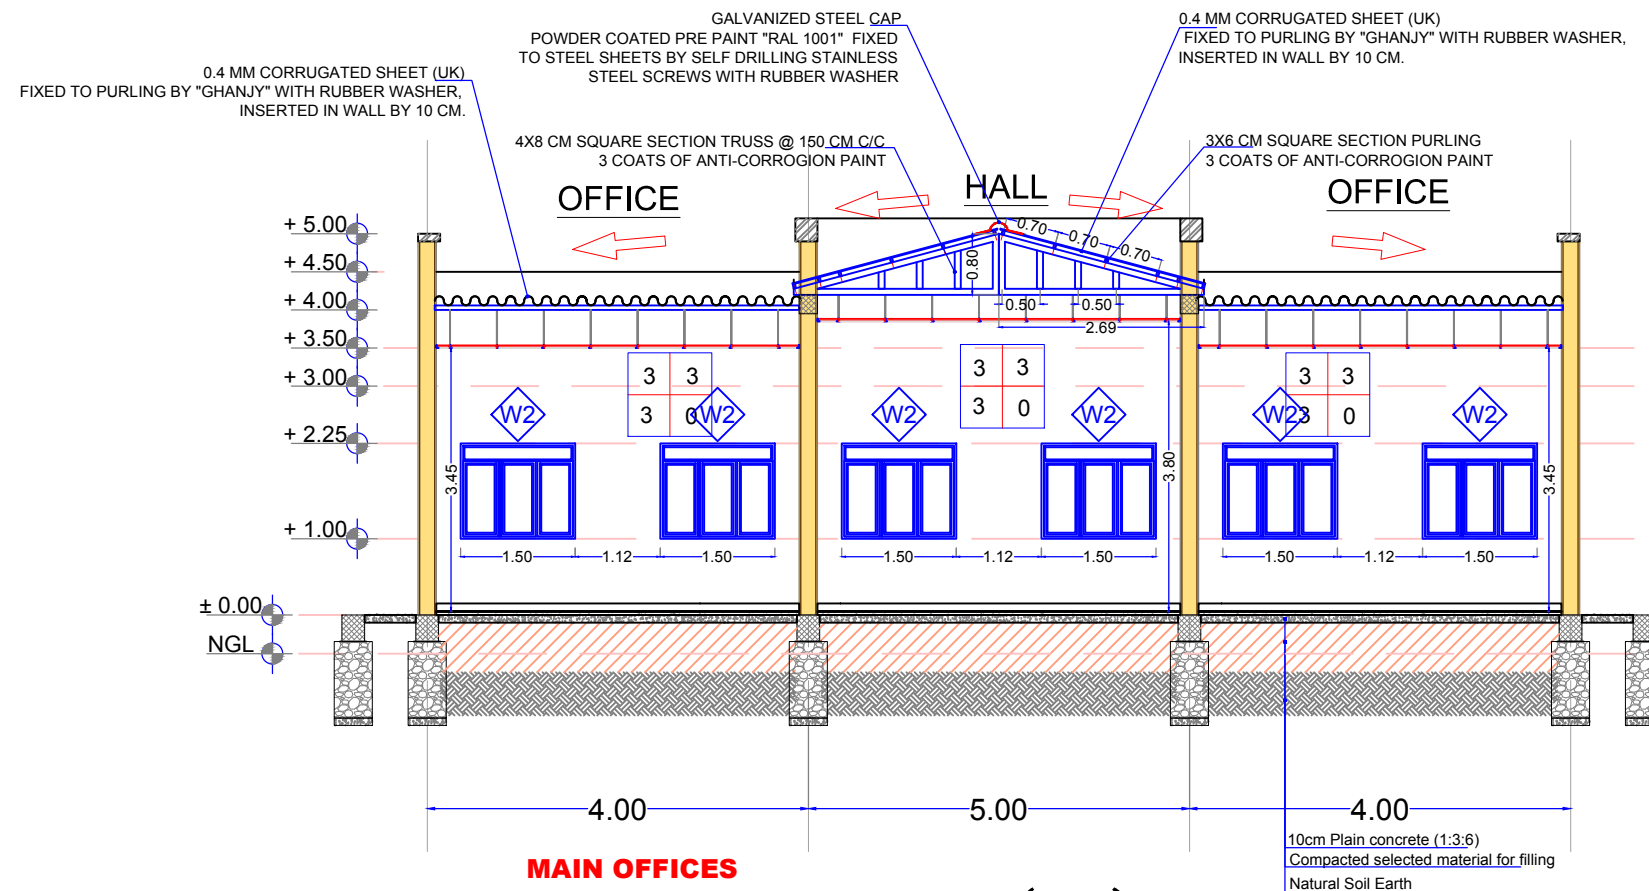 GALVANIZED STEEL CAP
POWDER COATED PRE PAINT "RAL 1001" FIXED
TO STEEL SHEETS BY SELF DRILLING STAINLESS
STEEL SCREWS WITH RUBBER WASHER
0.4 MM CORRUGATED SHEET (UK)
FIXED TO PURLING BY "GHANJY" WITH RUBBER WASHER,
INSERTED IN WALL BY 10 CM.
0.4 MM CORRUGATED SHEET (UK)
FIXED TO PURLING BY "GHANJY" WITH RUBBER WASHER,
INSERTED IN WALL BY 10 CM.
4X8 CM SQUARE SECTION TRUSS @ 150 CM C/C
3 COATS OF ANTI-CORROGION PAINT
3X6 CM SQUARE SECTION PURLING
3 COATS OF ANTI-CORROGION PAINT
OFFICE
HALL
OFFICE
+ 5.00
+ 4.50
+ 4.00
+ 3.50
+ 3.00
+ 2.25
+ 1.00
± 0.00
NGL
0.70
0.70
0.70
0.80
0.50
0.50
2.69
3 3
3 0
3 3
3 0
3 3
3 0
W2
W2
W2
W2
W2
W2
3.45
3.80
3.45
1.50
1.12
1.50
1.50
1.12
1.50
1.50
1.12
1.50
4.00
5.00
4.00
10cm Plain concrete (1:3:6)
Compacted selected material for filling
Natural Soil Earth
MAIN OFFICES